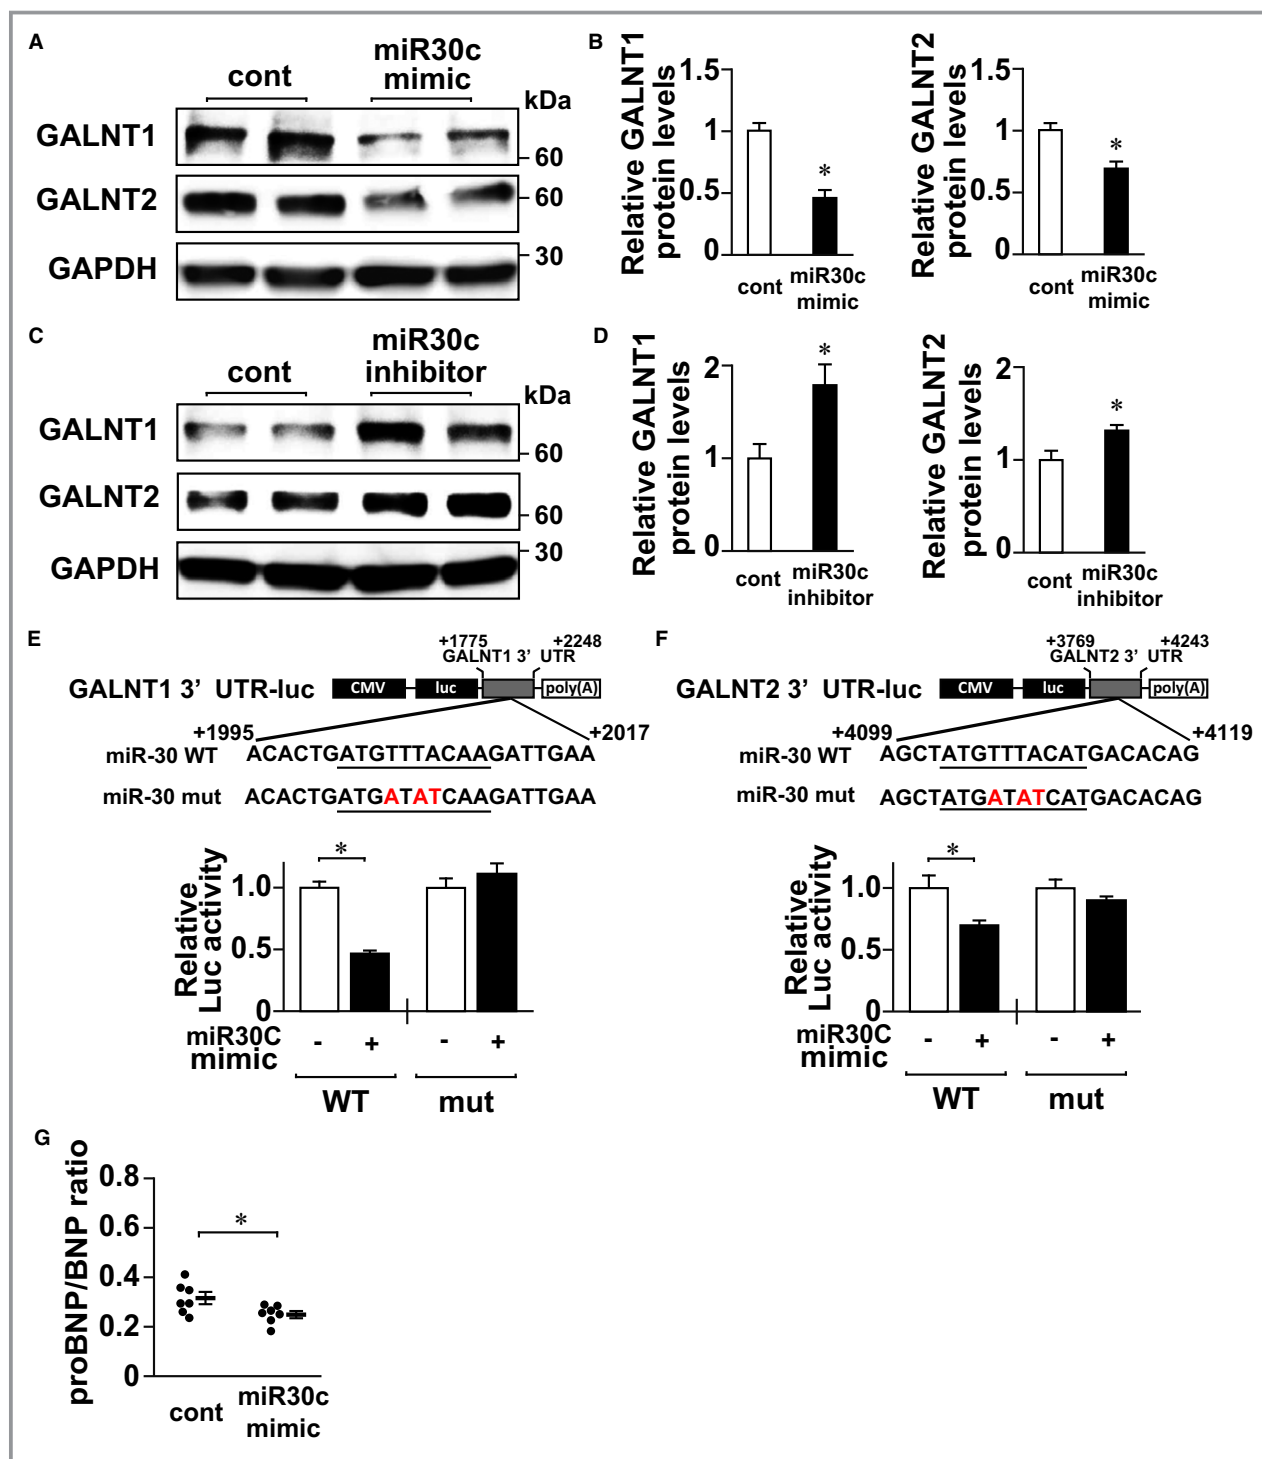 A
cont
miR30c
mimic
kDa
GALNT1
60
GALNT2
60
GAPDH
30
B
Relative GALNT1
protein levels
1.5
1
0.5
0
*
cont
miR30c
mimic
Relative GALNT2
protein levels
1.5
1
0.5
0
*
cont
miR30c
mimic
C
cont
miR30c
inhibitor
kDa
GALNT1
60
GALNT2
60
GAPDH
30
D
Relative GALNT1
protein levels
2
1
0
*
cont
miR30c
inhibitor
Relative GALNT2
protein levels
2
1
0
*
cont
miR30c
inhibitor
E
+1775 +2248
GALNT1 3' UTR
GALNT1 3' UTR-luc CMV luc poly(A)
+1995 +2017
miR-30 WT ACACTGATGTTTACAAGATTGAA
miR-30 mut ACACTGATGATATCAAGATTGAA
Relative
Luc activity
1.0
0.5
0
*
miR30C
mimic
- + - +
WT mut
F
+3769 +4243
GALNT2 3' UTR
GALNT2 3' UTR-luc CMV luc poly(A)
+4099 +4119
miR-30 WT AGCTATGTTTACATGACACAG
miR-30 mut AGCTATGATATCATGACACAG
Relative
Luc activity
1.0
0.5
0
*
miR30C
mimic
- + - +
WT mut
G
proBNP/BNP ratio
0.8
0.6
0.4
0.2
0
*
cont
miR30c
mimic